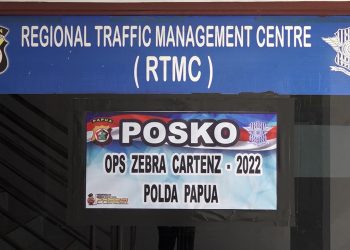 REGIONAL TRAFFIC MANAGEMENT CENTRE
( RTMC )
PAPUA
POSKO
OPS ZEBRA CARTENZ - 2022
POLDA PAPUA